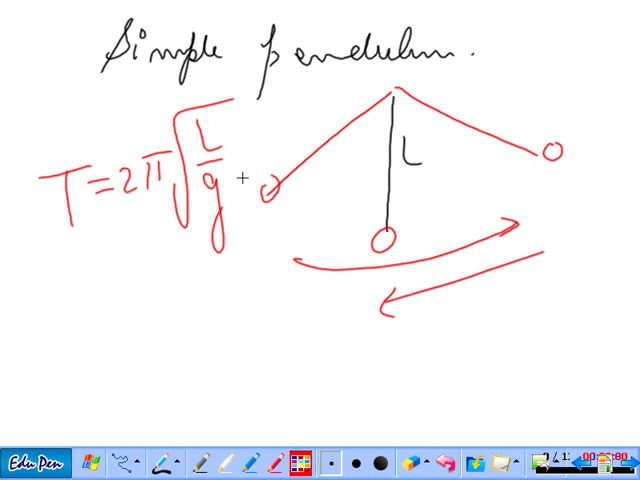 Simple pendulum.
T = 2π√(L/g)
L
Edu Pen